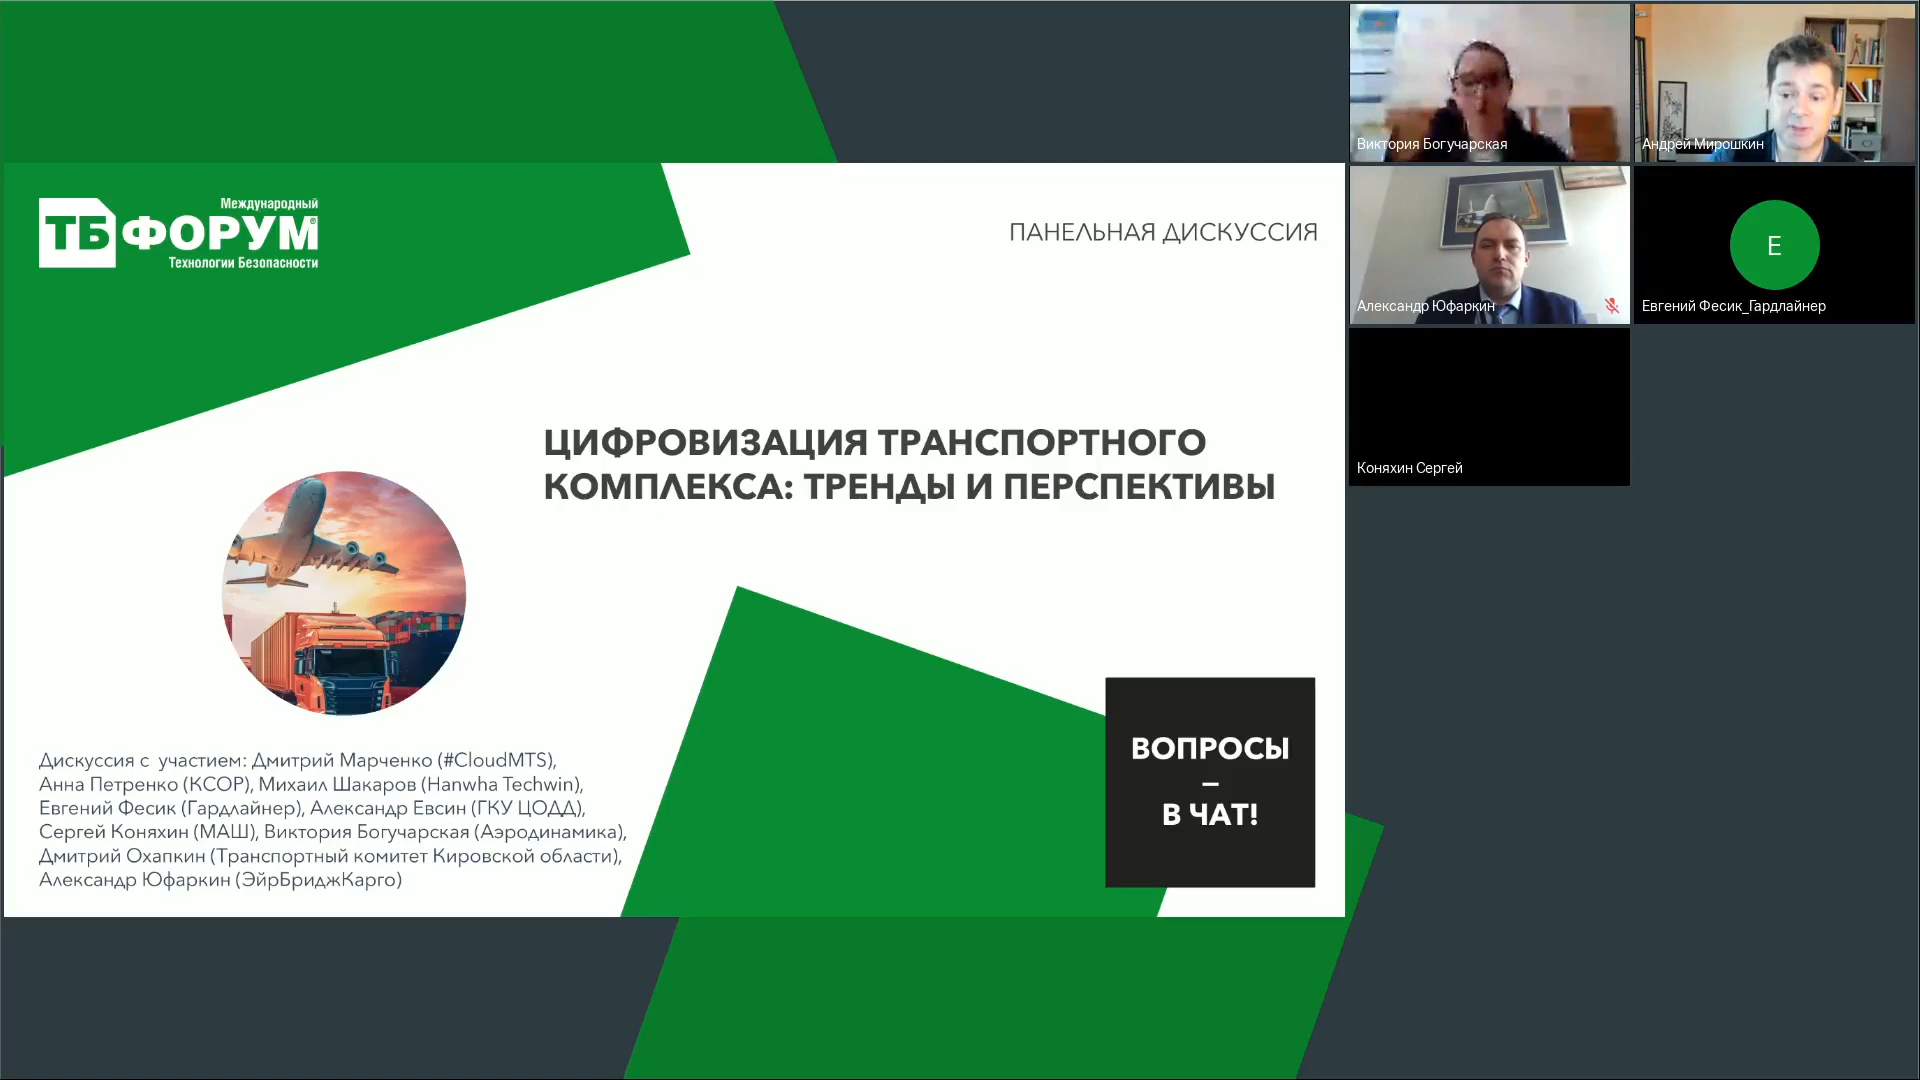 Международный
ТБ ФОРУМ®
Технологии Безопасности
ПАНЕЛЬНАЯ ДИСКУССИЯ
ЦИФРОВИЗАЦИЯ ТРАНСПОРТНОГО
КОМПЛЕКСА: ТРЕНДЫ И ПЕРСПЕКТИВЫ
Дискуссия с участием: Дмитрий Марченко (#CloudMTS),
Анна Петренко (КСОР), Михаил Шакаров (Hanwha Techwin),
Евгений Фесик (Гардлайнер), Александр Евсин (ГКУ ЦОДД),
Сергей Коняхин (МАШ), Виктория Богучарская (Аэродинамика),
Дмитрий Охапкин (Транспортный комитет Кировской области),
Александр Юфаркин (ЭйрБриджКарго)
ВОПРОСЫ
–
В ЧАТ!
Виктория Богучарская
Андрей Мирошкин
Александр Юфаркин
Е
Евгений Фесик_Гардлайнер
Коняхин Сергей